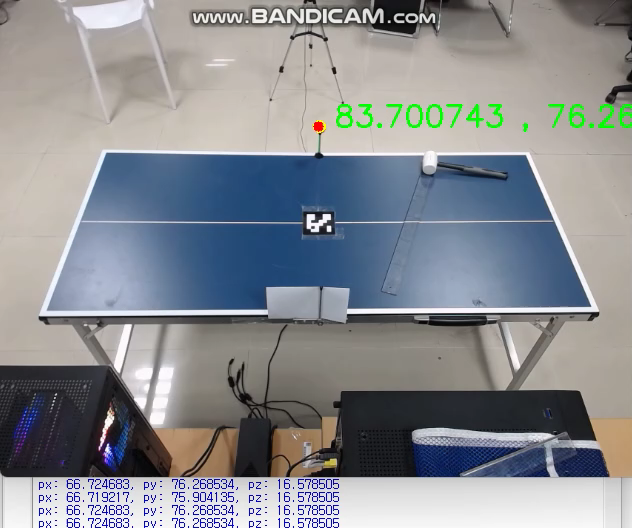 WWW.BANDICAM.COM
83.700743 , 76.26
px: 66.724683, py: 76.268534, pz: 16.578505
px: 66.719217, py: 75.904135, pz: 16.578505
px: 66.724683, py: 76.268534, pz: 16.578505
px: 66.724683, py: 76.268534, pz: 16.578505